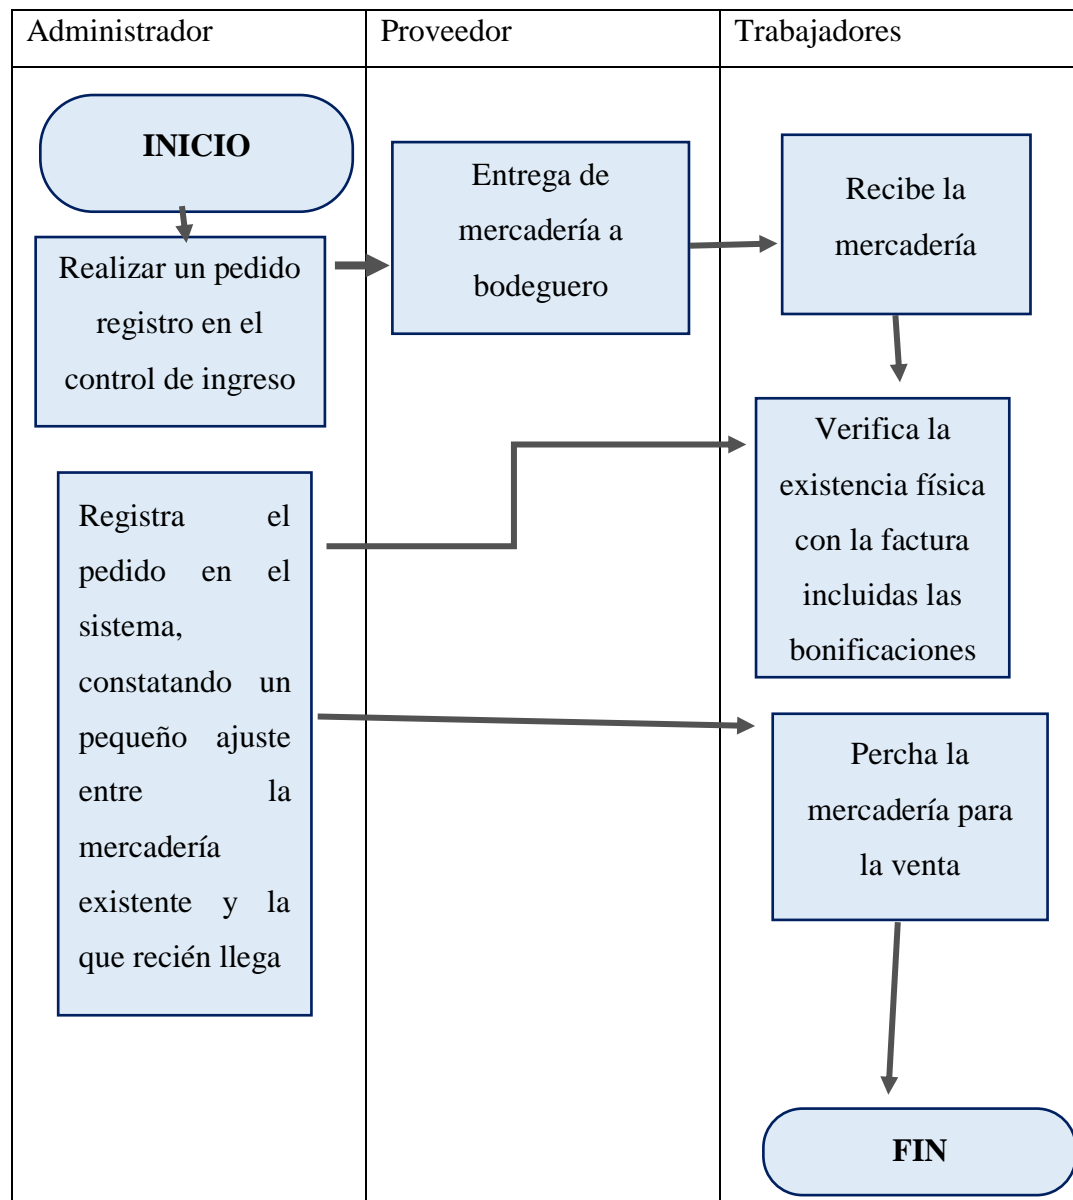 Administrador
Proveedor
Trabajadores
INICIO
Realizar un pedido
registro en el
control de ingreso
Entrega de
mercadería a
bodeguero
Recibe la
mercadería
Verifica la
existencia física
con la factura
incluidas las
bonificaciones
Registra el
pedido en el
sistema,
constatando un
pequeño ajuste
entre la
mercadería
existente y la
que recién llega
Percha la
mercadería para
la venta
FIN